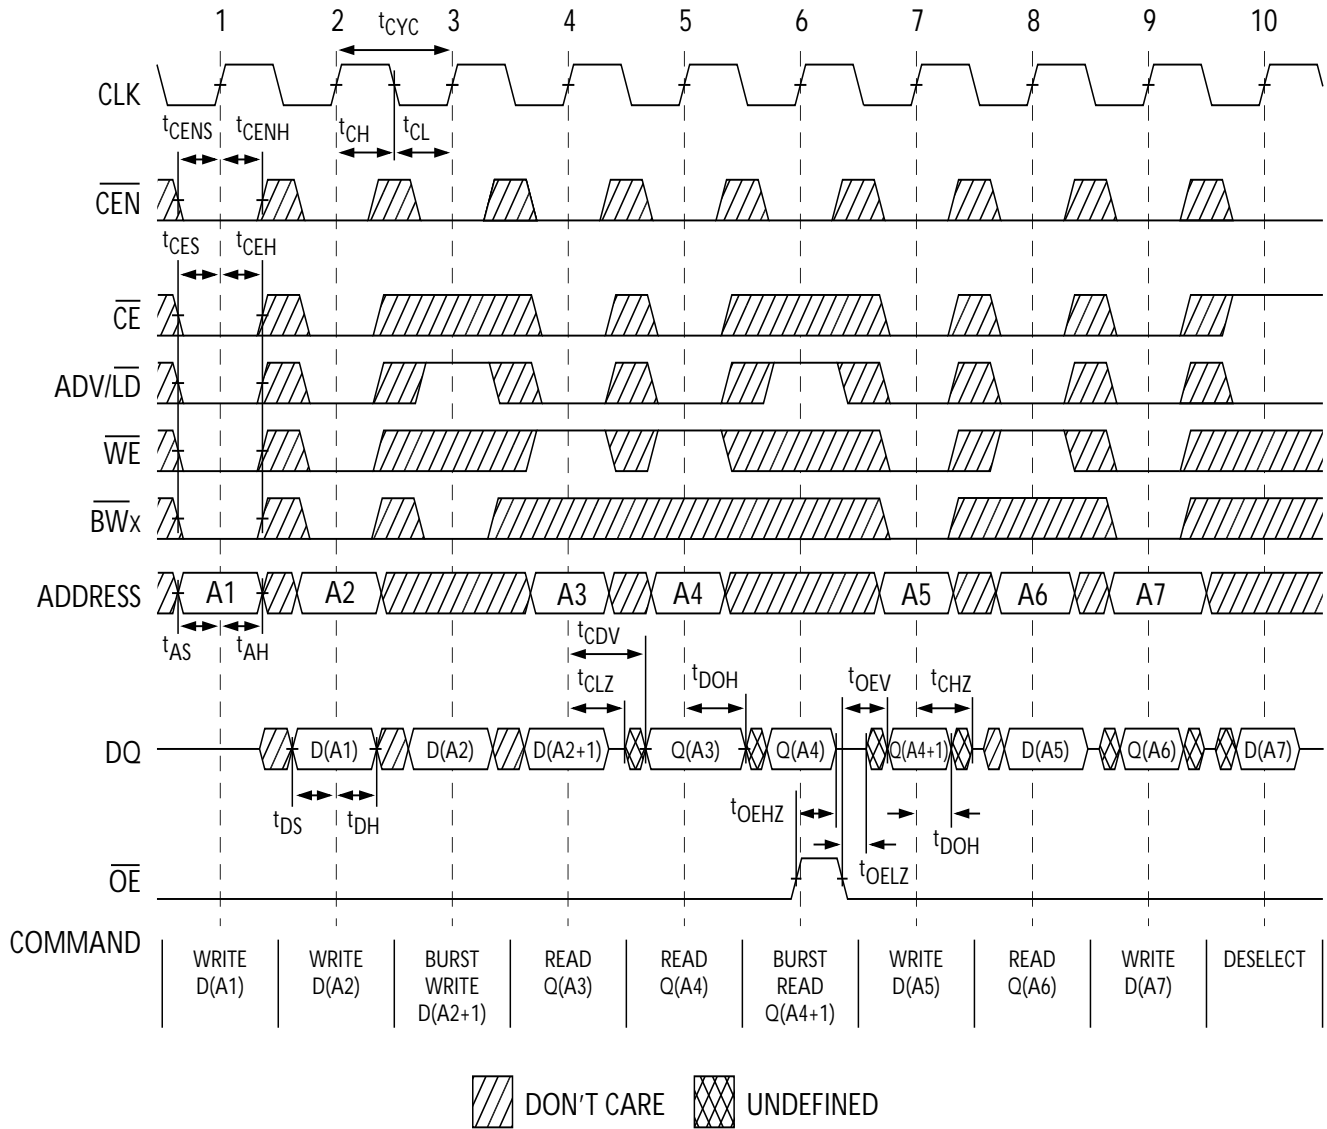 1 2 tCYC 3 4 5 6 7 8 9 10
CLK
tCENS tCENH tCH tCL
CEN
tCES tCEH
CE
ADV/LD
WE
BWx
ADDRESS A1 A2 A3 A4 A5 A6 A7
tAS tAH tCDV
tCLZ tDOH tOEV tCHZ
DQ D(A1) D(A2) D(A2+1) Q(A3) Q(A4) Q(A4+1) D(A5) Q(A6) D(A7)
tDS tDH tOEHZ tDOH
tOELZ
OE
COMMAND
WRITE WRITE BURST READ READ BURST WRITE READ WRITE DESELECT
D(A1) D(A2) WRITE Q(A3) Q(A4) READ D(A5) Q(A6) D(A7)
D(A2+1) Q(A4+1)
DON'T CARE UNDEFINED